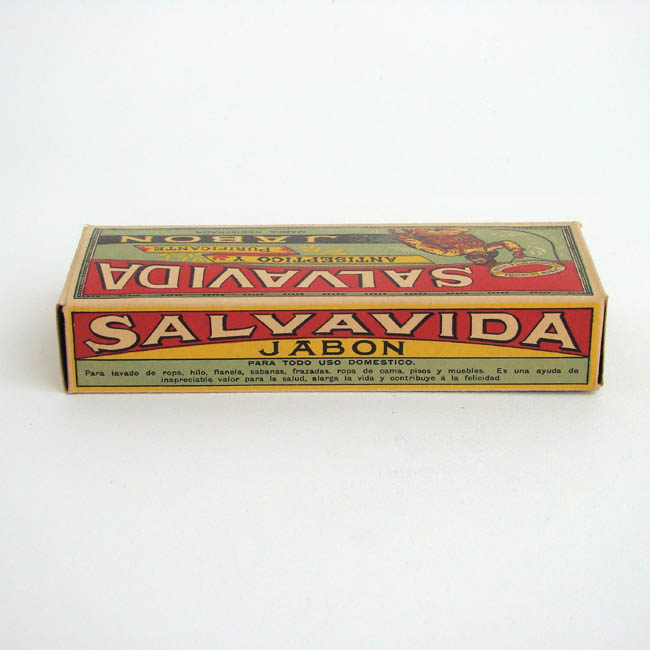 SALVAVIDA
ANTISEPTICO Y
PURIFICANTE
JABON
MARCA REGISTRADA
SALVAVIDA
JABON
PARA TODO USO DOMESTICO.
Para lavado de ropa, hilo, flanela, sabanas, frazadas, ropa de cama, pisos y muebles. Es una ayuda de
inapreciable valor para la salud, alarga la vida y contribuye á la felicidad